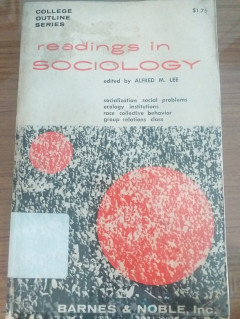 COLLEGE
OUTLINE
SERIES
$1.75
readings in
SOCIOLOGY
edited by ALFRED M. LEE
socialization social problems
ecology institutions
race collective behavior
group relations class
BARNES & NOBLE, Inc.